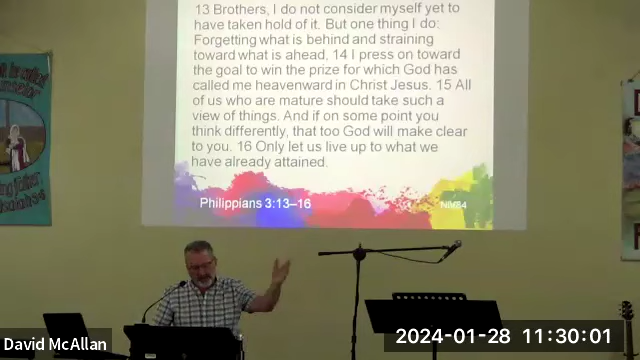 13 Brothers, I do not consider myself yet to
have taken hold of it. But one thing I do:
Forgetting what is behind and straining
toward what is ahead, 14 I press on toward
the goal to win the prize for which God has
called me heavenward in Christ Jesus. 15 All
of us who are mature should take such a
view of things. And if on some point you
think differently, that too God will make clear
to you. 16 Only let us live up to what we
have already attained.
Philippians 3:13–16
NIV84
David McAllan
2024-01-28 11:30:01